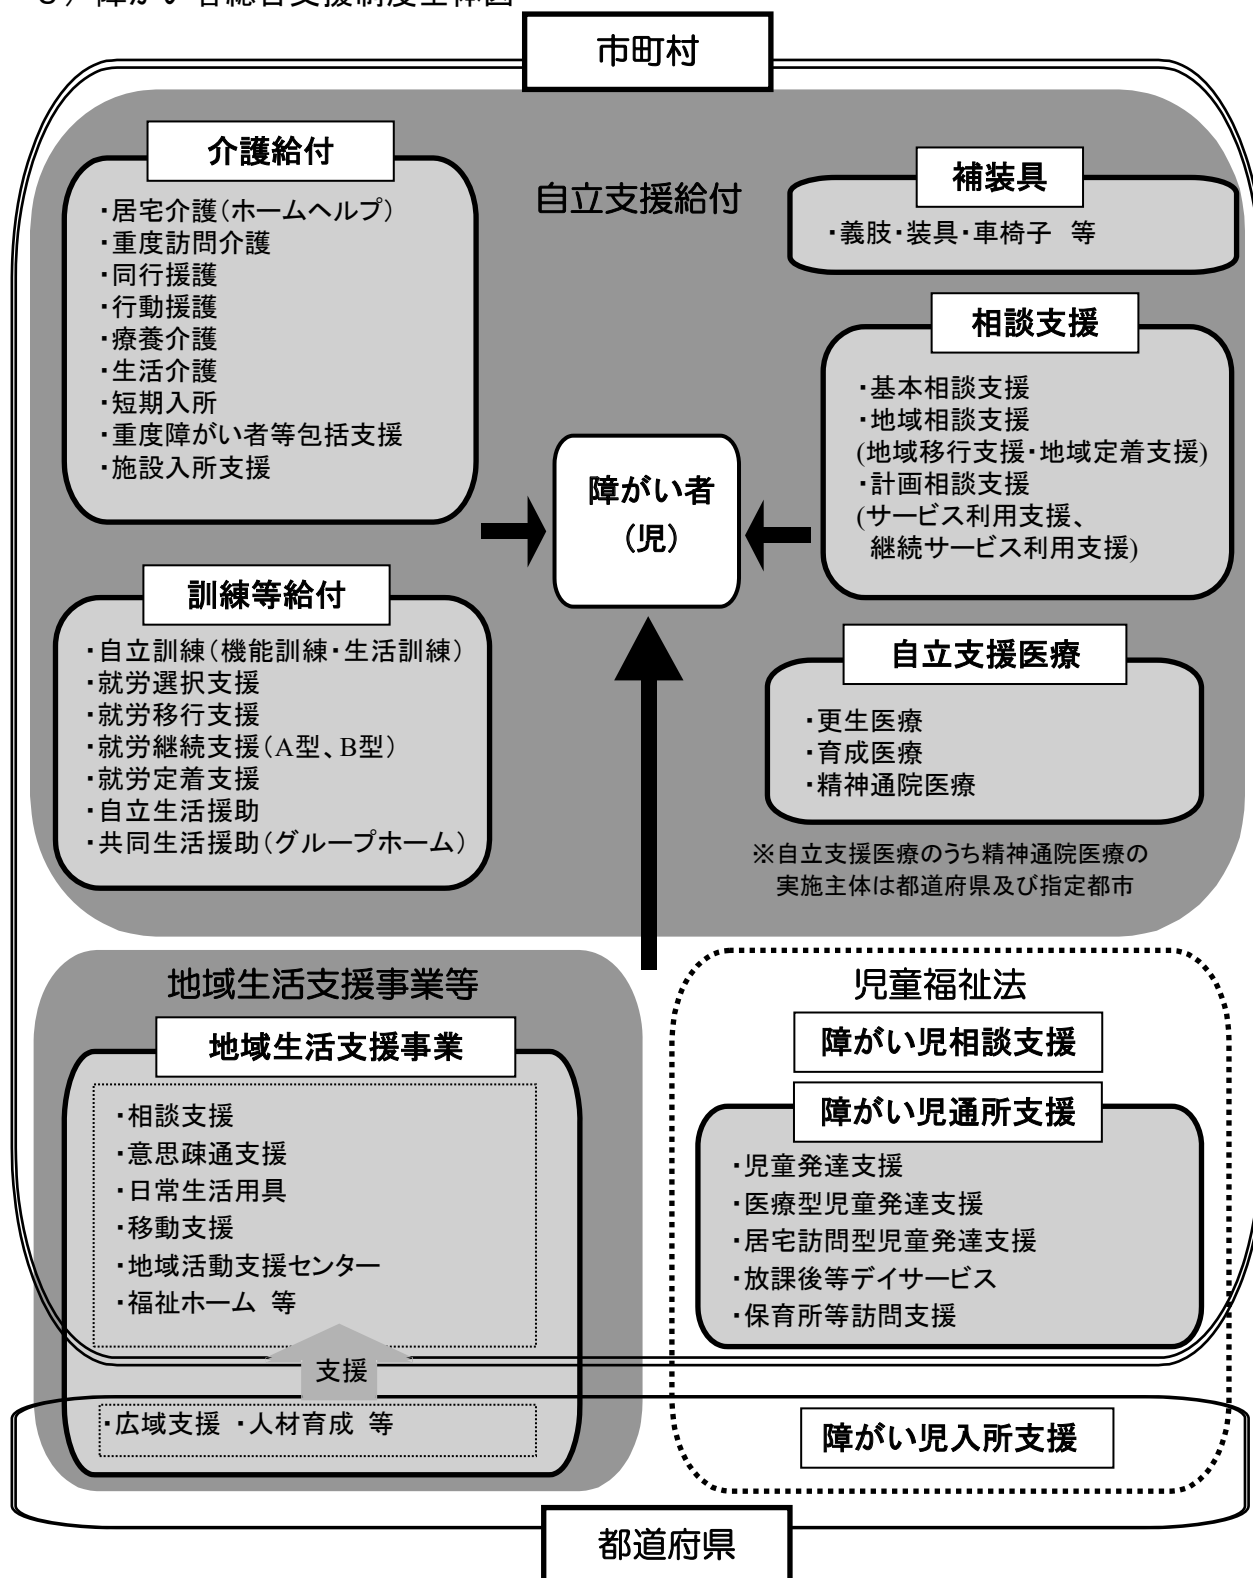 障がい者総合支援制度全体図
市町村
自立支援給付
介護給付
・居宅介護(ホームヘルプ)
・重度訪問介護
・同行援護
・行動援護
・療養介護
・生活介護
・短期入所
・重度障がい者等包括支援
・施設入所支援
訓練等給付
・自立訓練(機能訓練・生活訓練)
・就労選択支援
・就労移行支援
・就労継続支援(A型、B型)
・就労定着支援
・自立生活援助
・共同生活援助(グループホーム)
障がい者
(児)
補装具
・義肢・装具・車椅子 等
相談支援
・基本相談支援
・地域相談支援
(地域移行支援・地域定着支援)
・計画相談支援
(サービス利用支援、
継続サービス利用支援)
自立支援医療
・更生医療
・育成医療
・精神通院医療
※自立支援医療のうち精神通院医療の
実施主体は都道府県及び指定都市
地域生活支援事業等
地域生活支援事業
・相談支援
・意思疎通支援
・日常生活用具
・移動支援
・地域活動支援センター
・福祉ホーム 等
支援
・広域支援 ・人材育成 等
児童福祉法
障がい児相談支援
障がい児通所支援
・児童発達支援
・医療型児童発達支援
・居宅訪問型児童発達支援
・放課後等デイサービス
・保育所等訪問支援
障がい児入所支援
都道府県